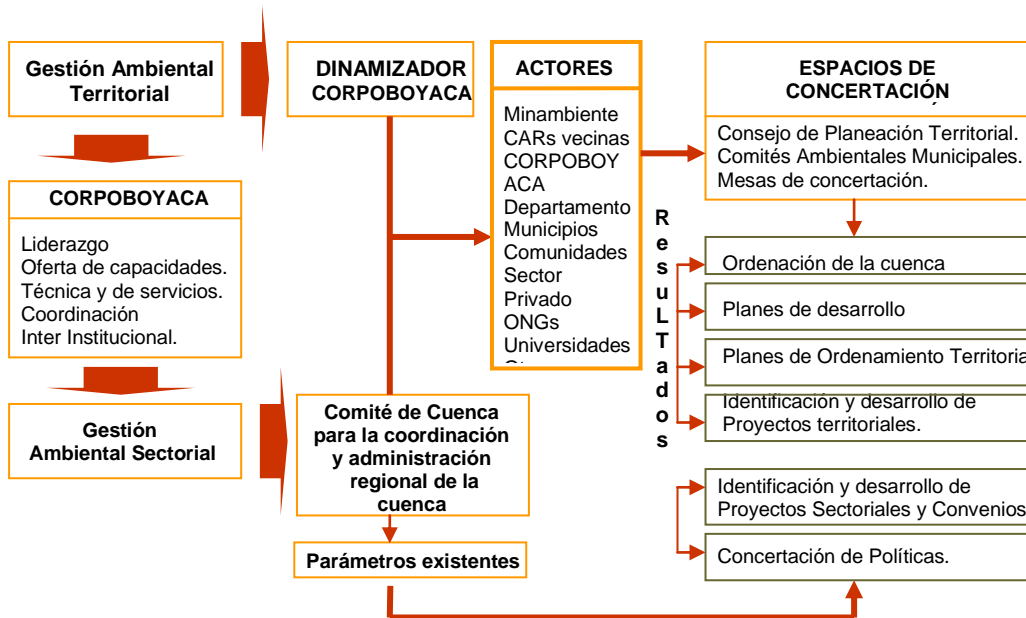 Gestión Ambiental
Territorial
DINAMIZADOR
CORPOBOYACA
ACTORES
Minambiente
CARs vecinas
CORPOBOY
ACA
Departamento
Municipios
Comunidades
Sector
Privado
ONGs
Universidades
ESPACIOS DE
CONCERTACIÓN
Consejo de Planeación Territorial.
Comités Ambientales Municipales.
Mesas de concertación.
CORPOBOYACA
Liderazgo
Oferta de capacidades.
Técnica y de servicios.
Coordinación
Inter Institucional.
R
e
s
u
L
T
a
d
o
s
Ordenación de la cuenca
Planes de desarrollo
Planes de Ordenamiento Territoria
Identificación y desarrollo de
Proyectos territoriales.
Gestión
Ambiental Sectorial
Comité de Cuenca
para la coordinación
y administración
regional de la
cuenca
Identificación y desarrollo de
Proyectos Sectoriales y Convenios
Concertación de Políticas.
Parámetros existentes